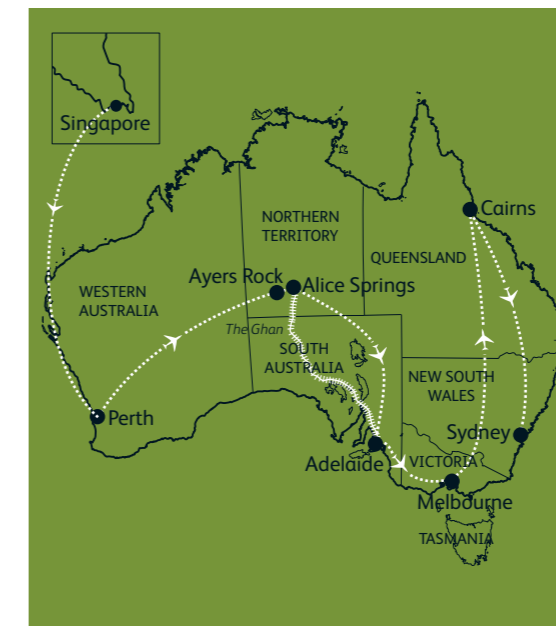 Singapore
Cairns
NORTHERN
TERRITORY
QUEENSLAND
Ayers Rock
Alice Springs
WESTERN
AUSTRALIA
The Ghan
SOUTH
AUSTRALIA
NEW SOUTH
WALES
Perth
Sydney
Adelaide
VICTORIA
Melbourne
TASMANIA